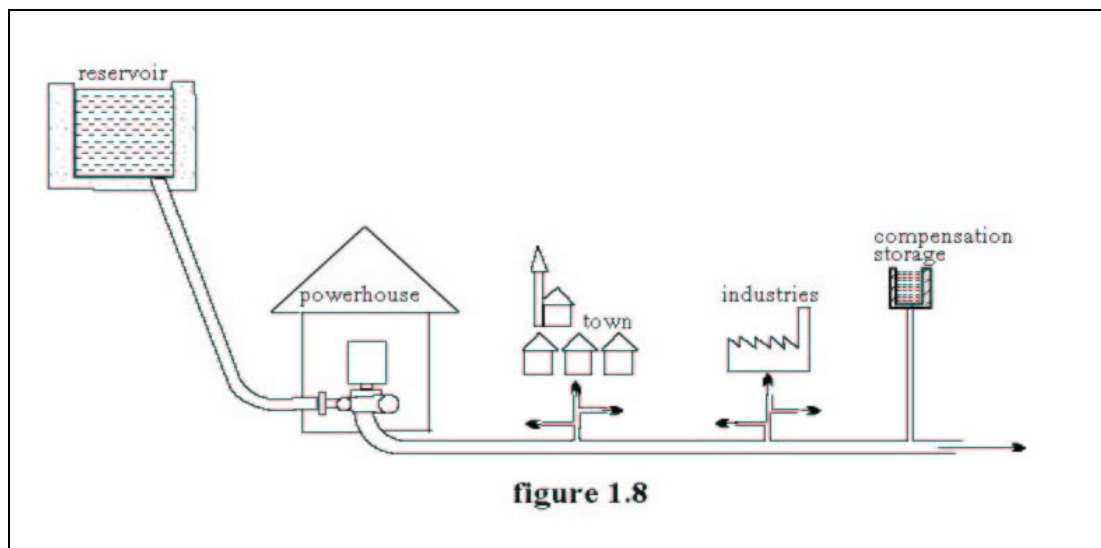 reservoir
compensation
storage
powerhouse
industries
town
figure 1.8